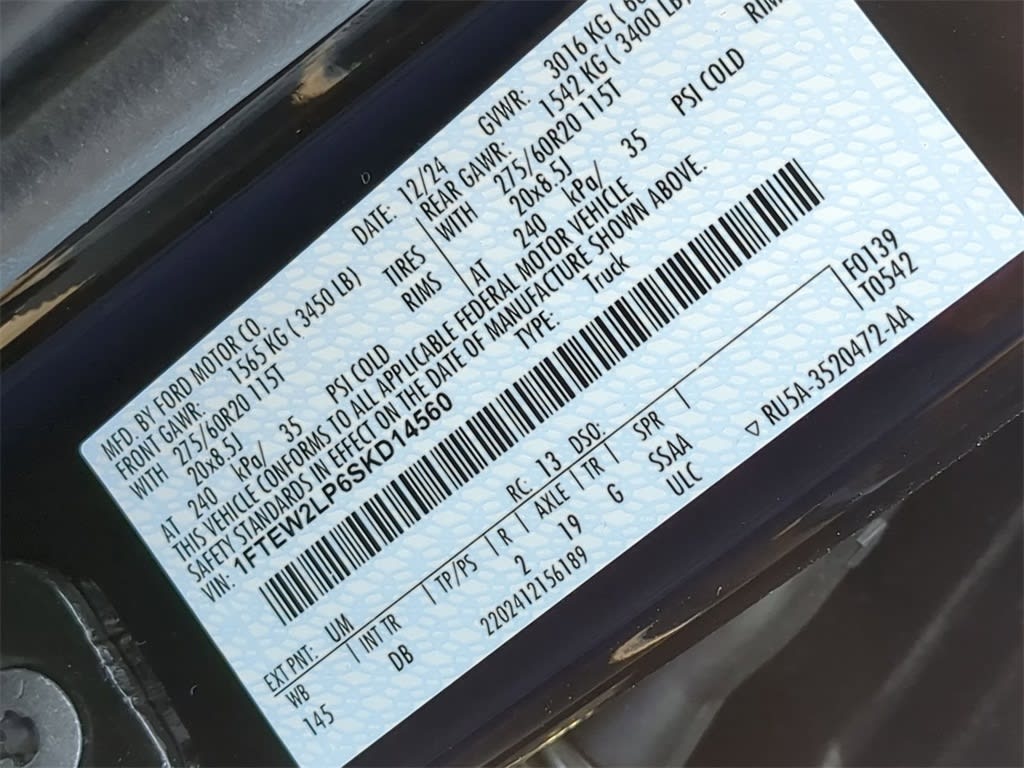 MFD. BY FORD MOTOR CO. DATE: 12/24 GVWR: 3016 KG (
FRONT GAWR: 1565 KG ( 3450 LB) REAR GAWR: 1542 KG ( 3400 LB)
WITH 275/60R20 115T TIRES WITH 275/60R20 115T
20x8.5J RIMS 20x8.5J
AT 240 kPa/ 35 PSI COLD AT 240 kPa/ 35 PSI COLD
THIS VEHICLE CONFORMS TO ALL APPLICABLE FEDERAL MOTOR VEHICLE
SAFETY STANDARDS IN EFFECT ON THE DATE OF MANUFACTURE SHOWN ABOVE.
VIN: 1FTEW2LP6SKD14560 TYPE: Truck
F0139
T0542
EXT PNT: UM RC: 13 DSO:
WB INT TR TP/PS R AXLE TR SPR
145 DB 2 19 G SSAA
ULC
2202412156189 ▽ RU5A-3520472-AA